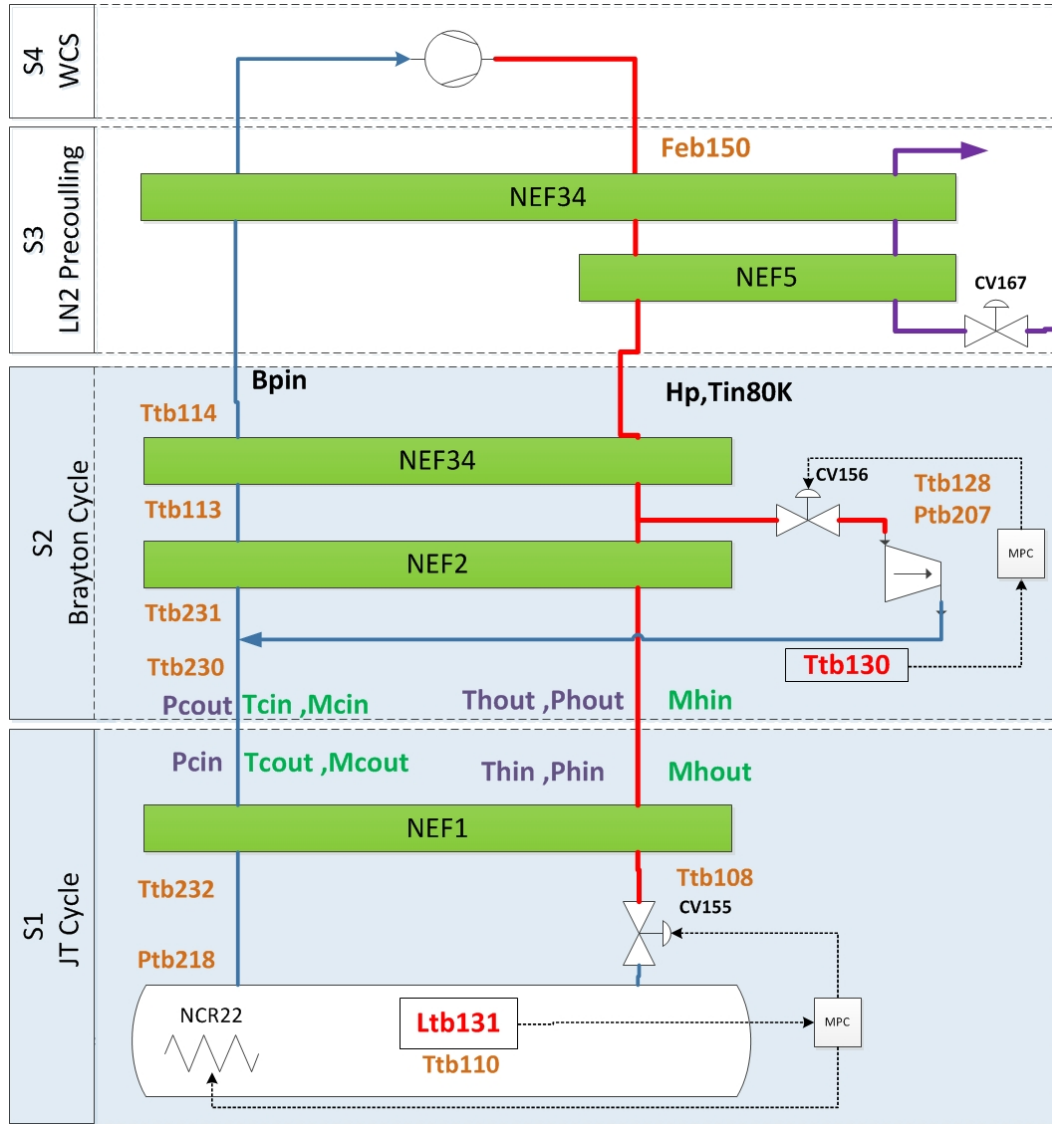 S4
WCS
Feb150
S3
LN2 Precoulling
NEF34
NEF5
CV167
S2
Brayton Cycle
Bpin
Hp,Tin80K
Ttb114
NEF34
CV156
Ttb128
Ptb207
Ttb113
MPC
NEF2
Ttb231
Ttb230
Ttb130
Pcout
Tcin ,Mcin
Thout ,Phout
Mhin
S1
JT Cycle
Pcin
Tcout ,Mcout
Thin ,Phin
Mhout
NEF1
Ttb232
Ttb108
CV155
Ptb218
NCR22
Ltb131
MPC
Ttb110